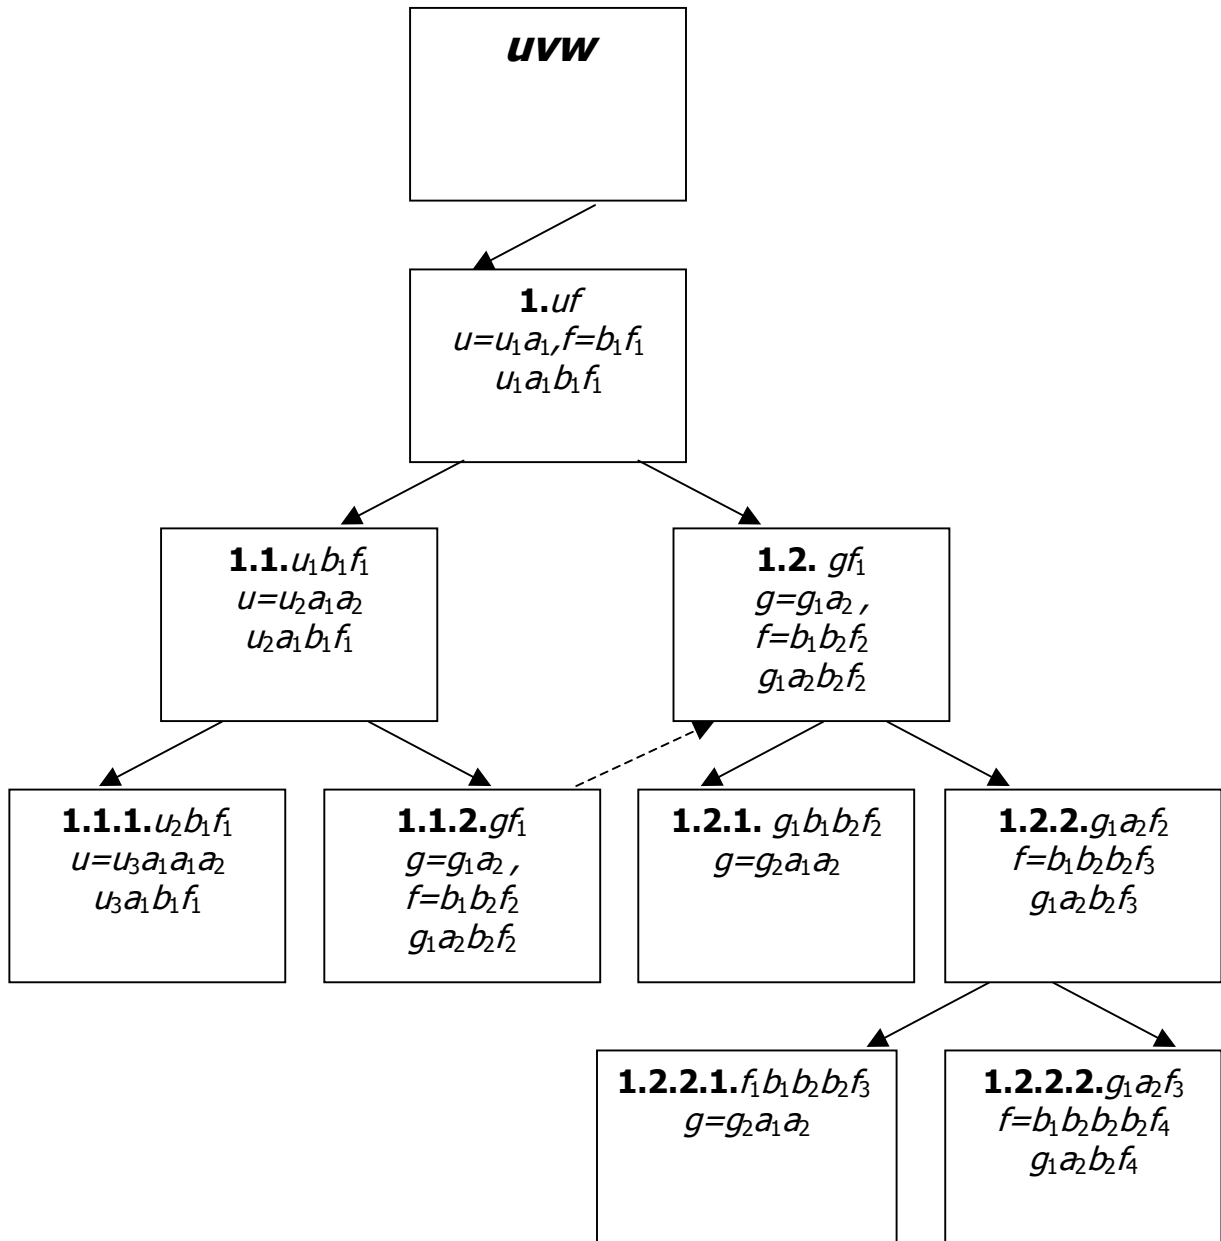 uvw
1.uf
u=u₁a₁,f=b₁f₁
u₁a₁b₁f₁
1.1.u₁b₁f₁
u=u₂a₁a₂
u₂a₁b₁f₁
1.2. gf₁
g=g₁a₂ ,
f=b₁b₂f₂
g₁a₂b₂f₂
1.1.1.u₂b₁f₁
u=u₃a₁a₁a₂
u₃a₁b₁f₁
1.1.2.gf₁
g=g₁a₂ ,
f=b₁b₂f₂
g₁a₂b₂f₂
1.2.1. g₁b₁b₂f₂
g=g₂a₁a₂
1.2.2.g₁a₂f₂
f=b₁b₂b₂f₃
g₁a₂b₂f₃
1.2.2.1.f₁b₁b₂b₂f₃
g=g₂a₁a₂
1.2.2.2.g₁a₂f₃
f=b₁b₂b₂b₂f₄
g₁a₂b₂f₄